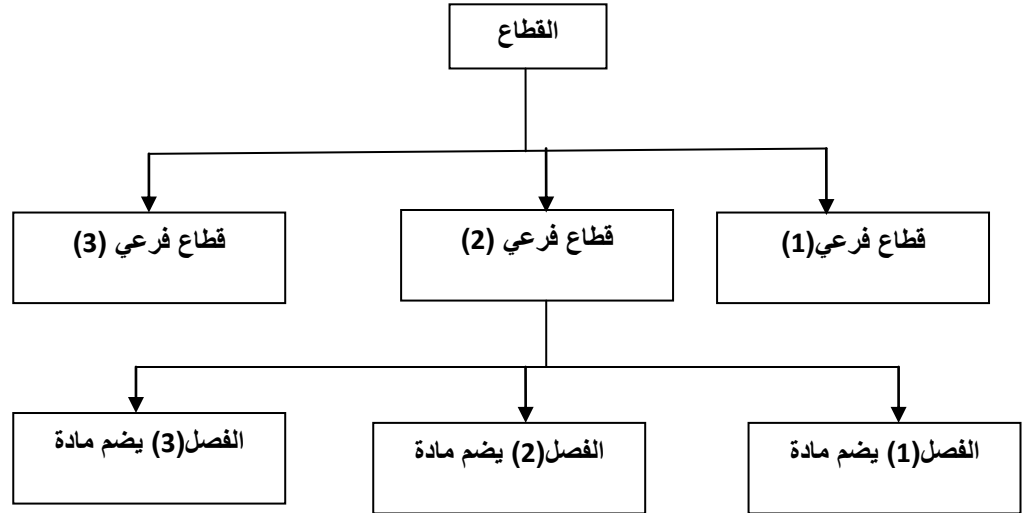 القطاع
قطاع فرعي(1)
قطاع فرعي (2)
قطاع فرعي (3)
الفصل(1) يضم مادة
الفصل(2) يضم مادة
الفصل(3) يضم مادة